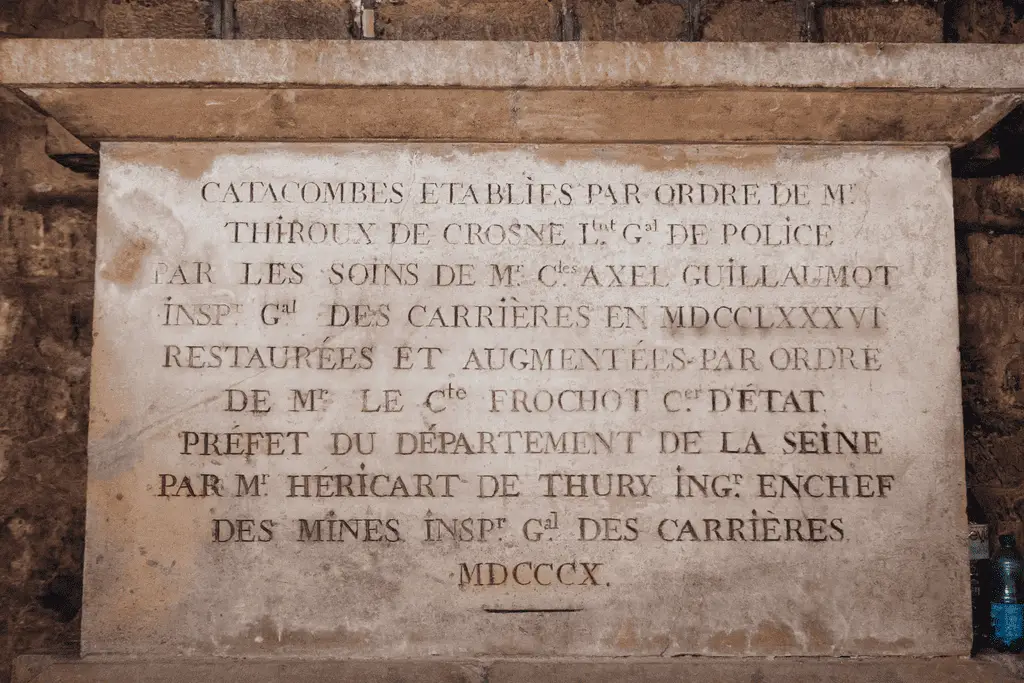 CATACOMBES ETABLIES PAR ORDRE DE Mr
THIROUX DE CROSNE Ltnt Gal DE POLICE
PAR LES SOINS DE Mr. Cles AXEL GUILLAUMOT
INSPr Gal DES CARRIÈRES EN MDCCLXXXVI
RESTAURÉES ET AUGMENTÉES PAR ORDRE
DE Mr LE Cte FROCHOT Cer D'ÉTAT
PRÉFET DU DÉPARTEMENT DE LA SEINE
PAR Mr HÉRICART DE THURY INGr. ENCHEF
DES MINES INSPr Gal DES CARRIÈRES
MDCCCX.